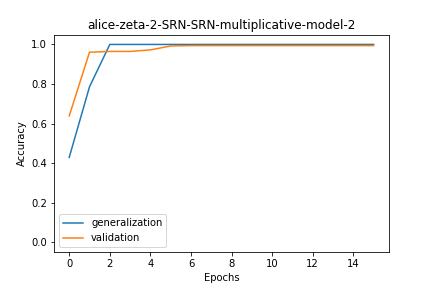 alice-zeta-2-SRN-SRN-multiplicative-model-2
1.0
0.8
0.6
0.4
0.2
0.0
Accuracy
generalization
validation
0 2 4 6 8 10 12 14
Epochs